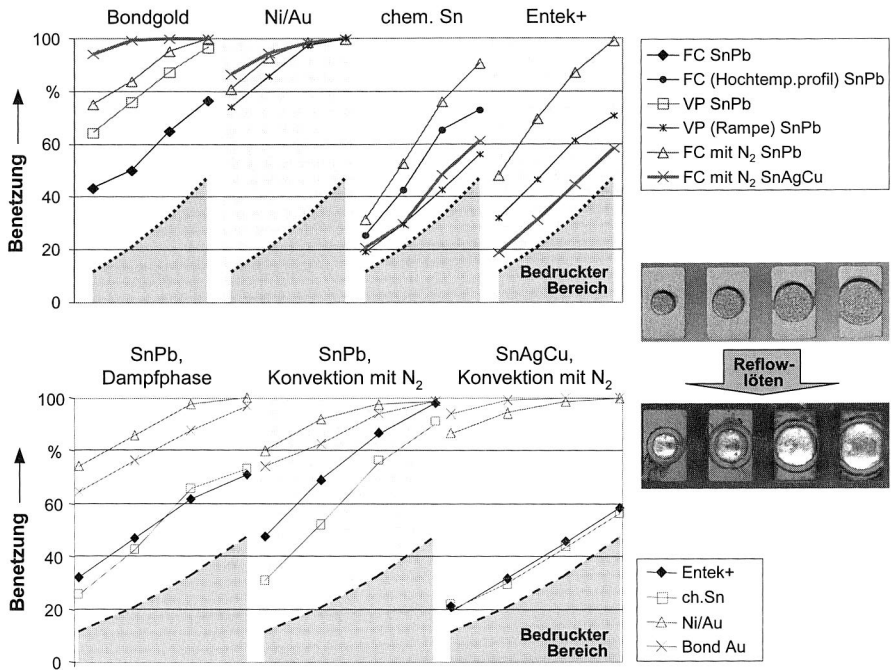 Bondgold Ni/Au chem. Sn Entek+
100
%
80
60
40
20
0
Benetzung
Bedruckter
Bereich
FC SnPb
FC (Hochtemp.profil) SnPb
VP SnPb
VP (Rampe) SnPb
FC mit N₂ SnPb
FC mit N₂ SnAgCu
Reflow-
löten
SnPb,
Dampfphase
SnPb,
Konvektion mit N₂
SnAgCu,
Konvektion mit N₂
100
%
80
60
40
20
0
Benetzung
Bedruckter
Bereich
Entek+
ch.Sn
Ni/Au
Bond Au